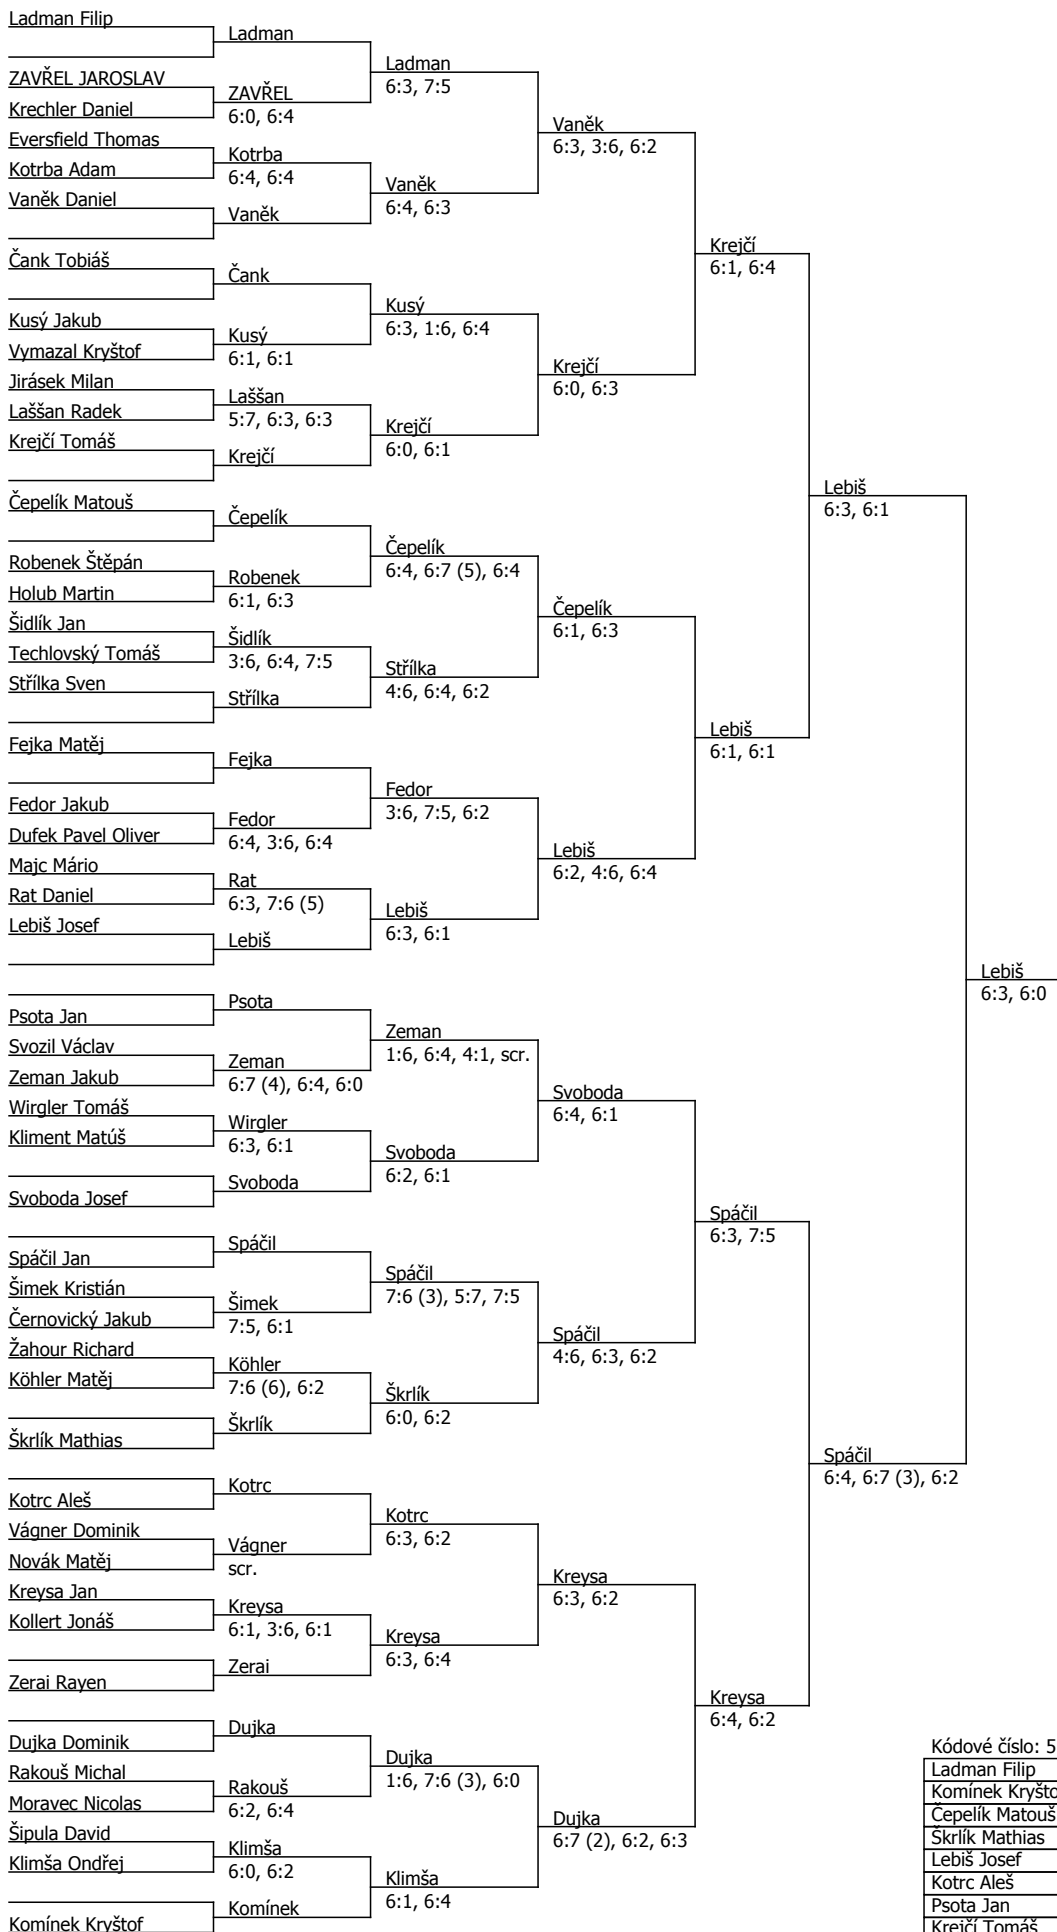 Ladman Filip
Ladman
Ladman
6:3, 7:5
ZAVŘEL JAROSLAV
ZAVŘEL
6:0, 6:4
Krechler Daniel
Vaněk
6:3, 3:6, 6:2
Eversfield Thomas
Kotrba
6:4, 6:4
Kotrba Adam
Vaněk
6:4, 6:3
Vaněk Daniel
Vaněk
Krejčí
6:1, 6:4
Čank Tobiáš
Čank
Kusý
6:3, 1:6, 6:4
Kusý Jakub
Kusý
6:1, 6:1
Vymazal Kryštof
Krejčí
6:0, 6:3
Jirásek Milan
Laššan
5:7, 6:3, 6:3
Laššan Radek
Krejčí
6:0, 6:1
Krejčí Tomáš
Krejčí
Lebiš
6:3, 6:1
Čepelík Matouš
Čepelík
Čepelík
6:4, 6:7 (5), 6:4
Robenek Štěpán
Robenek
6:1, 6:3
Holub Martin
Čepelík
6:1, 6:3
Šidlík Jan
Šidlík
3:6, 6:4, 7:5
Techlovský Tomáš
Střílka
4:6, 6:4, 6:2
Střílka Sven
Střílka
Lebiš
6:1, 6:1
Fejka Matěj
Fejka
Fedor
3:6, 7:5, 6:2
Fedor Jakub
Fedor
6:4, 3:6, 6:4
Dufek Pavel Oliver
Lebiš
6:2, 4:6, 6:4
Majc Mário
Rat
6:3, 7:6 (5)
Rat Daniel
Lebiš
6:3, 6:1
Lebiš Josef
Lebiš
Lebiš
6:3, 6:0
Psota
Psota Jan
Zeman
1:6, 6:4, 4:1, scr.
Svozil Václav
Zeman
6:7 (4), 6:4, 6:0
Zeman Jakub
Svoboda
6:4, 6:1
Wirgler Tomáš
Wirgler
6:3, 6:1
Kliment Matúš
Svoboda
6:2, 6:1
Svoboda
Svoboda Josef
Spáčil
6:3, 7:5
Spáčil
Spáčil Jan
Spáčil
7:6 (3), 5:7, 7:5
Šimek Kristián
Šimek
7:5, 6:1
Černovický Jakub
Spáčil
4:6, 6:3, 6:2
Žahour Richard
Köhler
7:6 (6), 6:2
Köhler Matěj
Škrlík
6:0, 6:2
Škrlík
Škrlík Mathias
Spáčil
6:4, 6:7 (3), 6:2
Kotrc
Kotrc Aleš
Kotrc
6:3, 6:2
Vágner Dominik
Vágner
scr.
Novák Matěj
Kreysa
6:3, 6:2
Kreysa Jan
Kreysa
6:1, 3:6, 6:1
Kollert Jonáš
Kreysa
6:3, 6:4
Zerai
Zerai Rayen
Kreysa
6:4, 6:2
Dujka
Dujka Dominik
Dujka
1:6, 7:6 (3), 6:0
Rakouš Michal
Rakouš
6:2, 6:4
Moravec Nicolas
Dujka
6:7 (2), 6:2, 6:3
Šipula David
Klimša
6:0, 6:2
Klimša Ondřej
Klimša
6:1, 6:4
Komínek
Komínek Kryštof
Kódové číslo: 5
Ladman Filip
Komínek Kryšto
Čepelík Matouš
Škrlík Mathias
Lebiš Josef
Kotrc Aleš
Psota Jan
Krejčí Tomáš